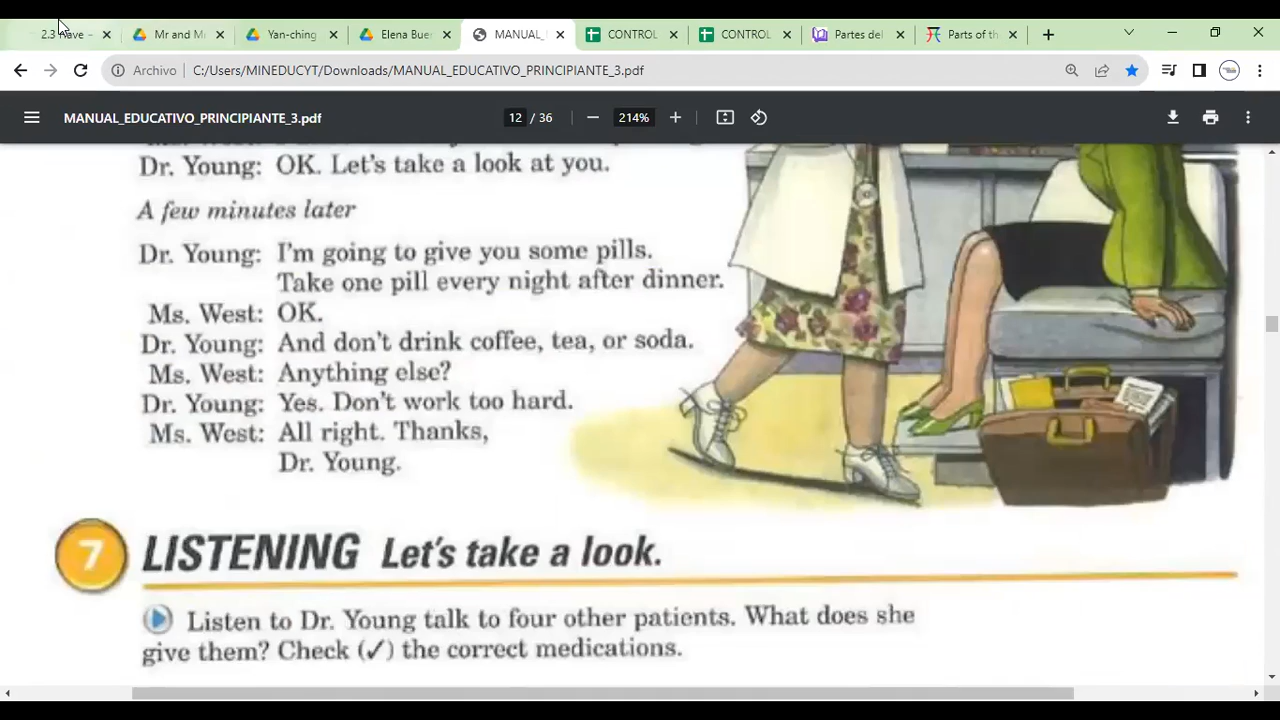 2.3 have –
Mr and M
Yan-ching
Elena Buer
MANUAL_
CONTROL
CONTROL
Partes del
Parts of th
Archivo
C:/Users/MINEDUCYT/Downloads/MANUAL_EDUCATIVO_PRINCIPIANTE_3.pdf
MANUAL_EDUCATIVO_PRINCIPIANTE_3.pdf
12 / 36
214%
Dr. Young: OK. Let's take a look at you.
A few minutes later
Dr. Young: I'm going to give you some pills.
Take one pill every night after dinner.
Ms. West: OK.
Dr. Young: And don't drink coffee, tea, or soda.
Ms. West: Anything else?
Dr. Young: Yes. Don't work too hard.
Ms. West: All right. Thanks,
Dr. Young.
7 LISTENING Let's take a look.
Listen to Dr. Young talk to four other patients. What does she
give them? Check (✓) the correct medications.